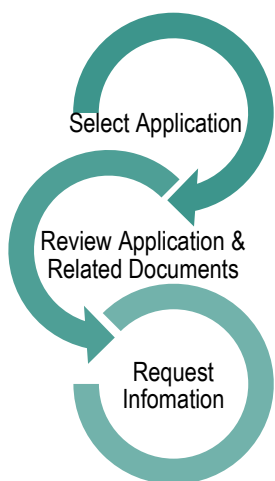 Select Application
Review Application &
Related Documents
Request
Infomation